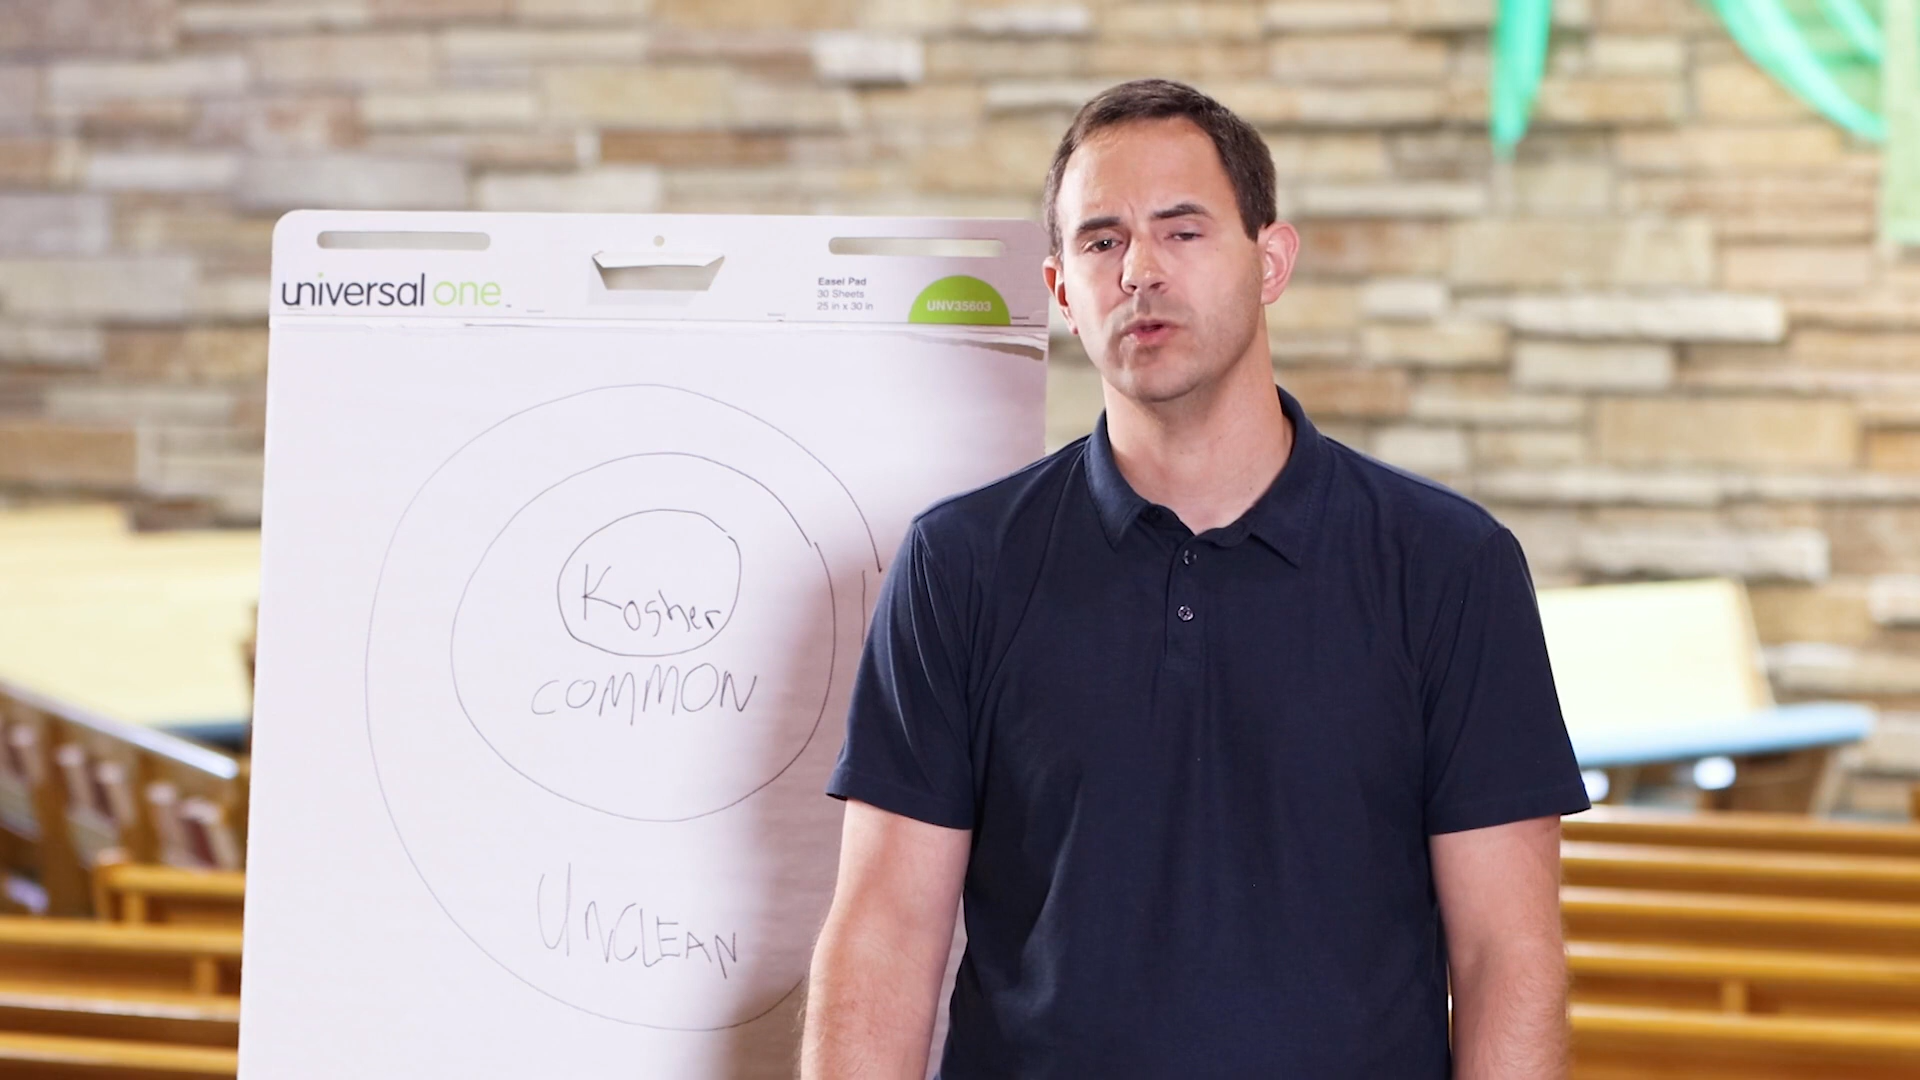 universal one
Easel Pad
30 Sheets
25 in x 30 in
UNV35603
Kosher
COMMON
UNCLEAN